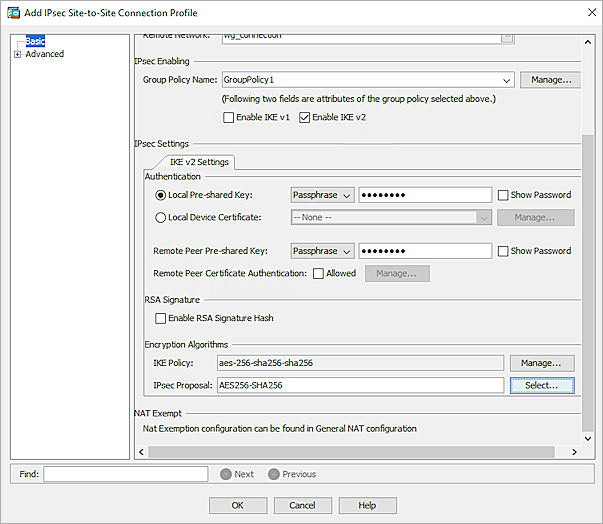 Add IPsec Site-to-Site Connection Profile
Basic
Advanced
Remote Network: wg_connection
IPsec Enabling
Group Policy Name: GroupPolicy1 Manage...
(Following two fields are attributes of the group policy selected above.)
Enable IKE v1 Enable IKE v2
IPsec Settings
IKE v2 Settings
Authentication
Local Pre-shared Key: Passphrase •••••••• Show Password
Local Device Certificate: -- None -- Manage...
Remote Peer Pre-shared Key: Passphrase •••••••• Show Password
Remote Peer Certificate Authentication: Allowed Manage...
RSA Signature
Enable RSA Signature Hash
Encryption Algorithms
IKE Policy: aes-256-sha256-sha256 Manage...
IPsec Proposal: AES256-SHA256 Select...
NAT Exempt
Nat Exemption configuration can be found in General NAT configuration
Find: Next Previous
OK Cancel Help